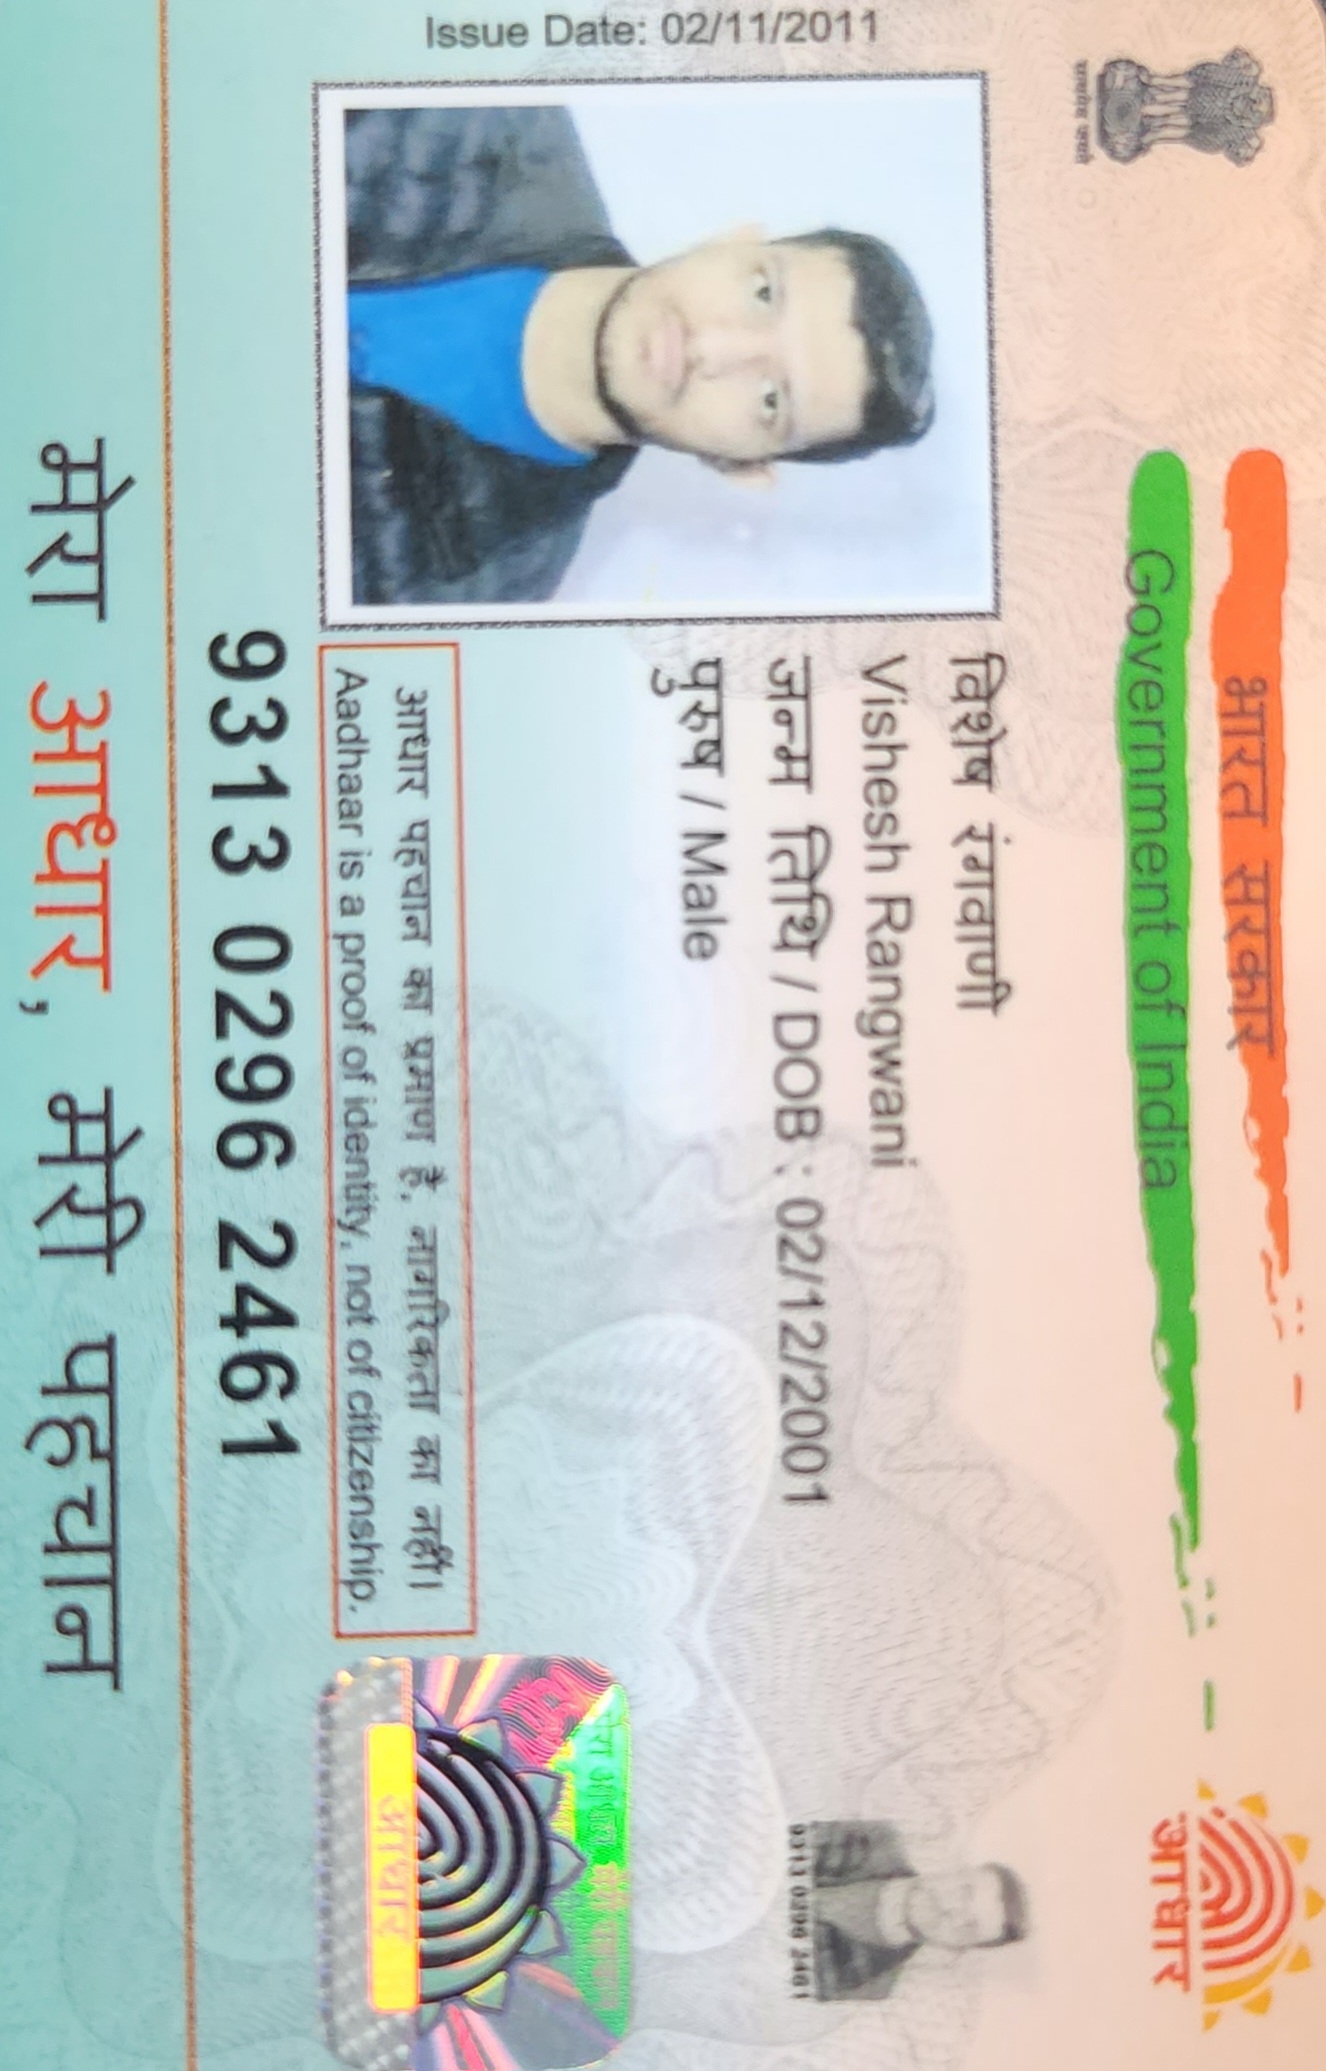 भारत सरकार
Government of India
आधार
सत्यमेव जयते
Issue Date: 02/11/2011
विशेष रंगवाणी
Vishesh Rangwani
जन्म तिथि / DOB : 02/12/2001
पुरुष / Male
9313 0296 2461
मेरा आधार मेरी पहचान
आधार
आधार पहचान का प्रमाण है, नागरिकता का नहीं।
Aadhaar is a proof of identity, not of citizenship.
9313 0296 2461
मेरा आधार, मेरी पहचान